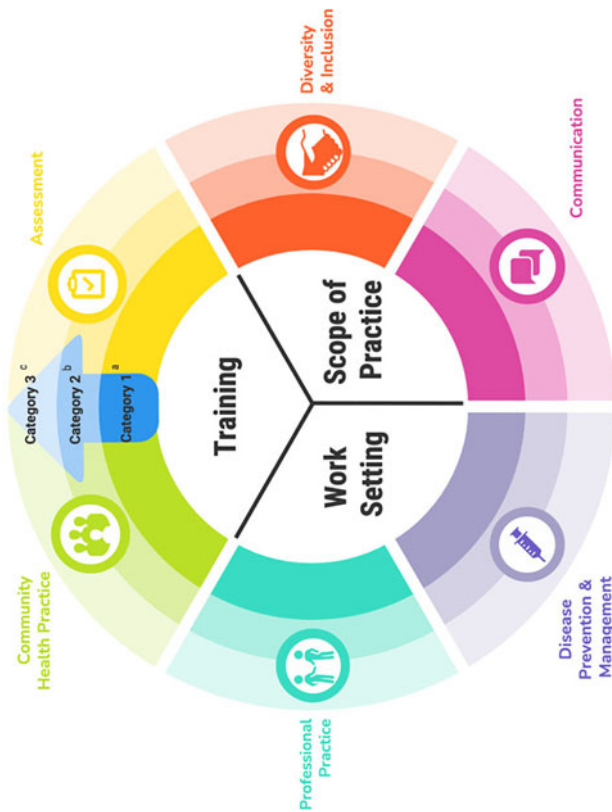 Community
Health Practice
Assessment
Diversity
& Inclusion
Communication
Disease
Prevention &
Management
Professional
Practice
Category 3 c
Category 2 b
Category 1 a
Training
Scope of
Practice
Work
Setting